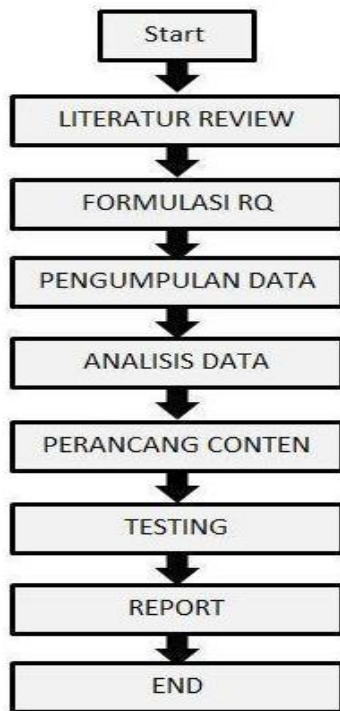 Start
LITERATUR REVIEW
FORMULASI RQ
PENGUMPULAN DATA
ANALISIS DATA
PERANCANG CONTEN
TESTING
REPORT
END